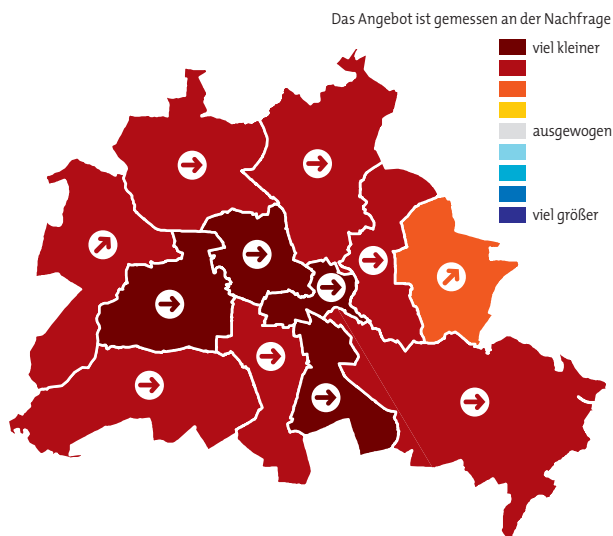 Das Angebot ist gemessen an der Nachfrage
viel kleiner
ausgewogen
viel größer